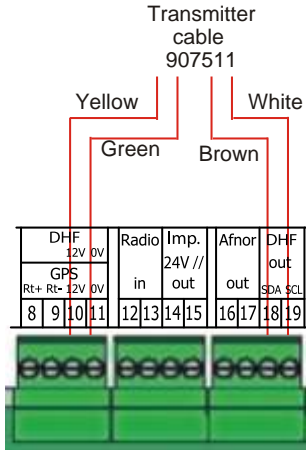 Transmitter
cable
907511
Yellow
White
Green
Brown
DHF
12V 0V
GPS
Rt+ Rt- 12V 0V
8 9 10 11
Radio
in
12 13
Imp.
24V //
out
14 15
Afnor
out
16 17
DHF
out
SDA SCL
18 19